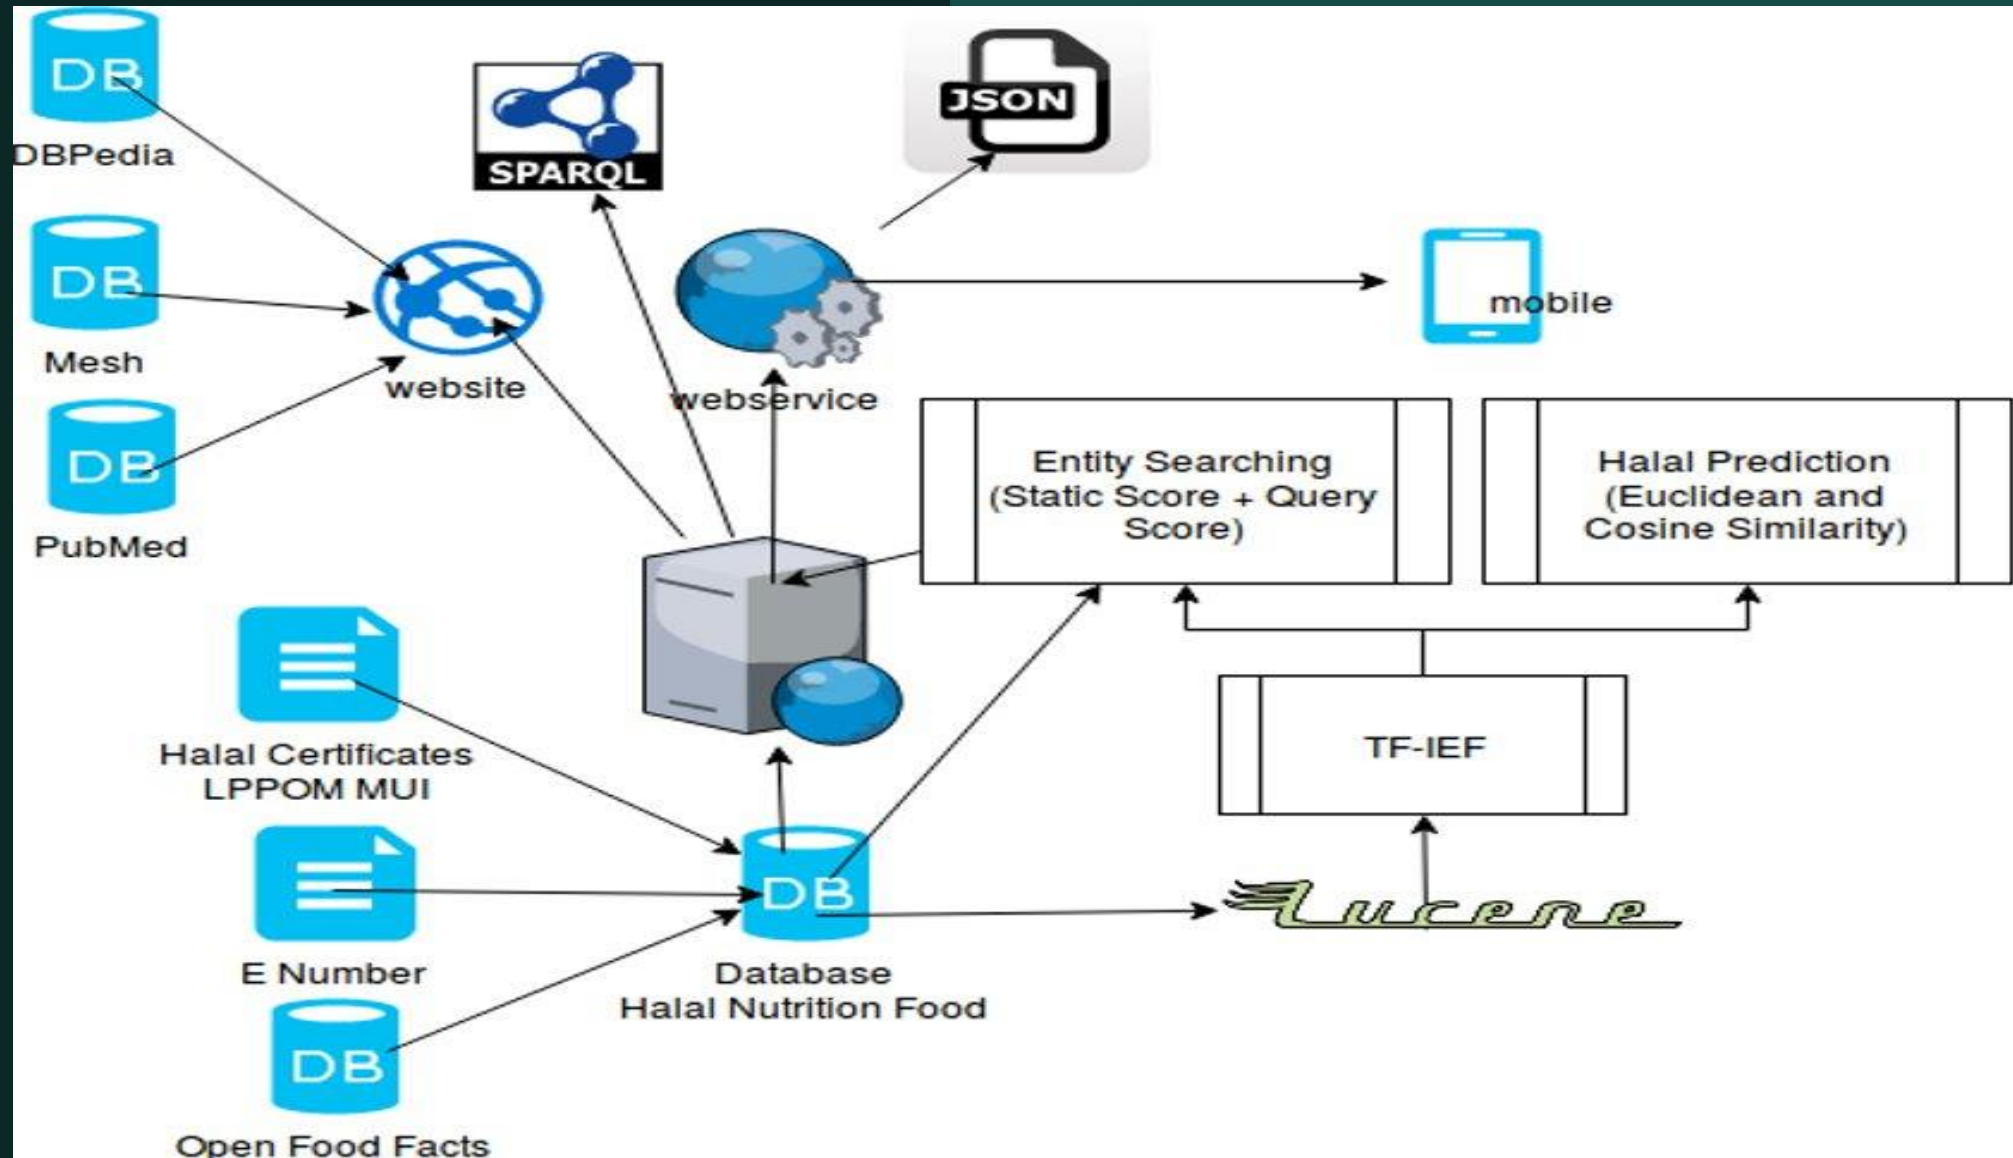 DB
DBPedia
SPARQL
JSON
DB
Mesh
website
webservice
mobile
DB
PubMed
Entity Searching
(Static Score + Query
Score)
Halal Prediction
(Euclidean and
Cosine Similarity)
TF-IEF
Halal Certificates
LPPOM MUI
E Number
DB
Database
Halal Nutrition Food
Lucene
DB
Open Food Facts